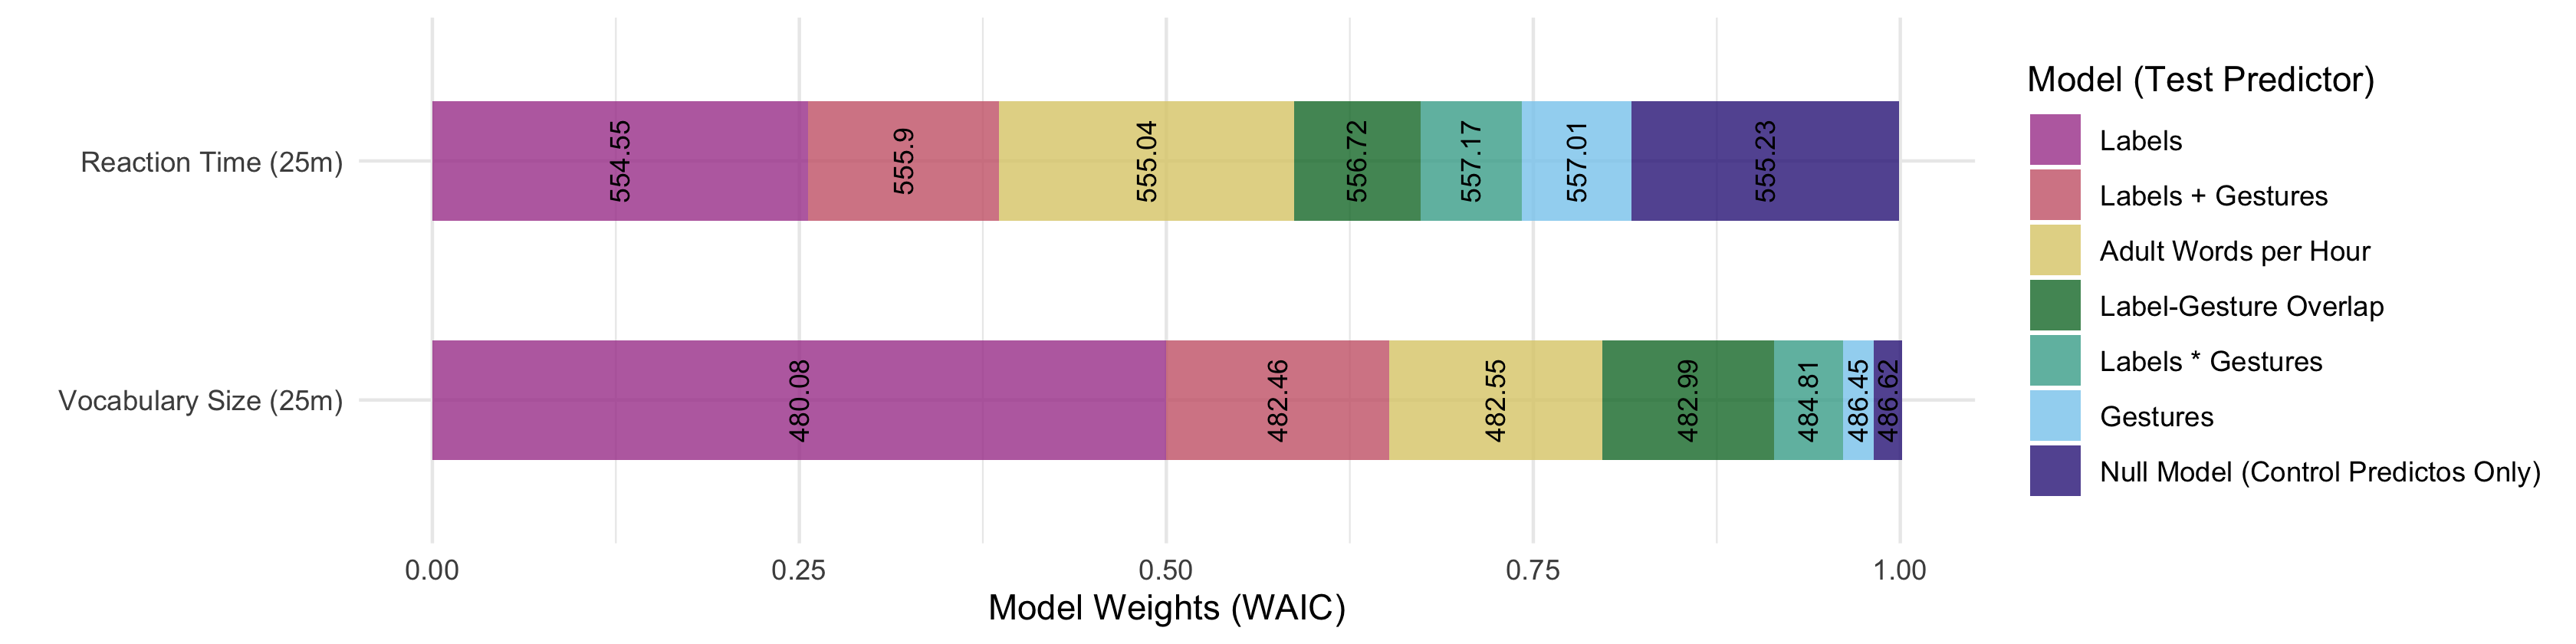 Model (Test Predictor)
Labels
Labels + Gestures
Adult Words per Hour
Label-Gesture Overlap
Labels * Gestures
Gestures
Null Model (Control Predictos Only)
Reaction Time (25m)
554.55
555.9
555.04
556.72
557.17
557.01
555.23
Vocabulary Size (25m)
480.08
482.46
482.55
482.99
484.81
486.45
486.62
0.00
0.25
0.50
0.75
1.00
Model Weights (WAIC)